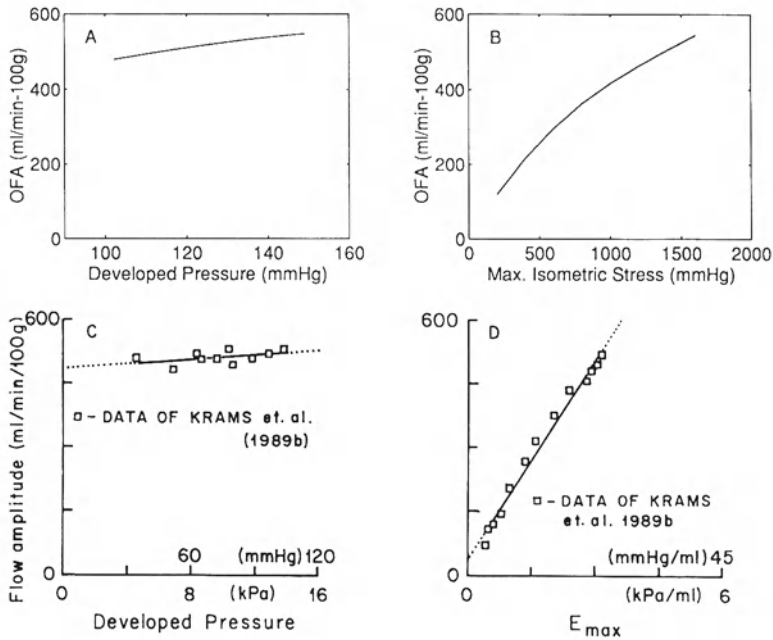 600
A
400
OFA (ml/min-100g)
200
0
100 120 140 160
Developed Pressure (mmHg)
600
B
400
OFA (ml/min-100g)
200
0
0 500 1000 1500 2000
Max. Isometric Stress (mmHg)
600
C
Flow amplitude (ml/min/100g)
- DATA OF KRAMS et. al.
(1989b)
60 (mmHg) 120
0
0 8 (kPa) 16
Developed Pressure
600
D
- DATA OF KRAMS
et. al. 1989b
(mmHg/ml) 45
0
0 (kPa/ml) 6
Emax